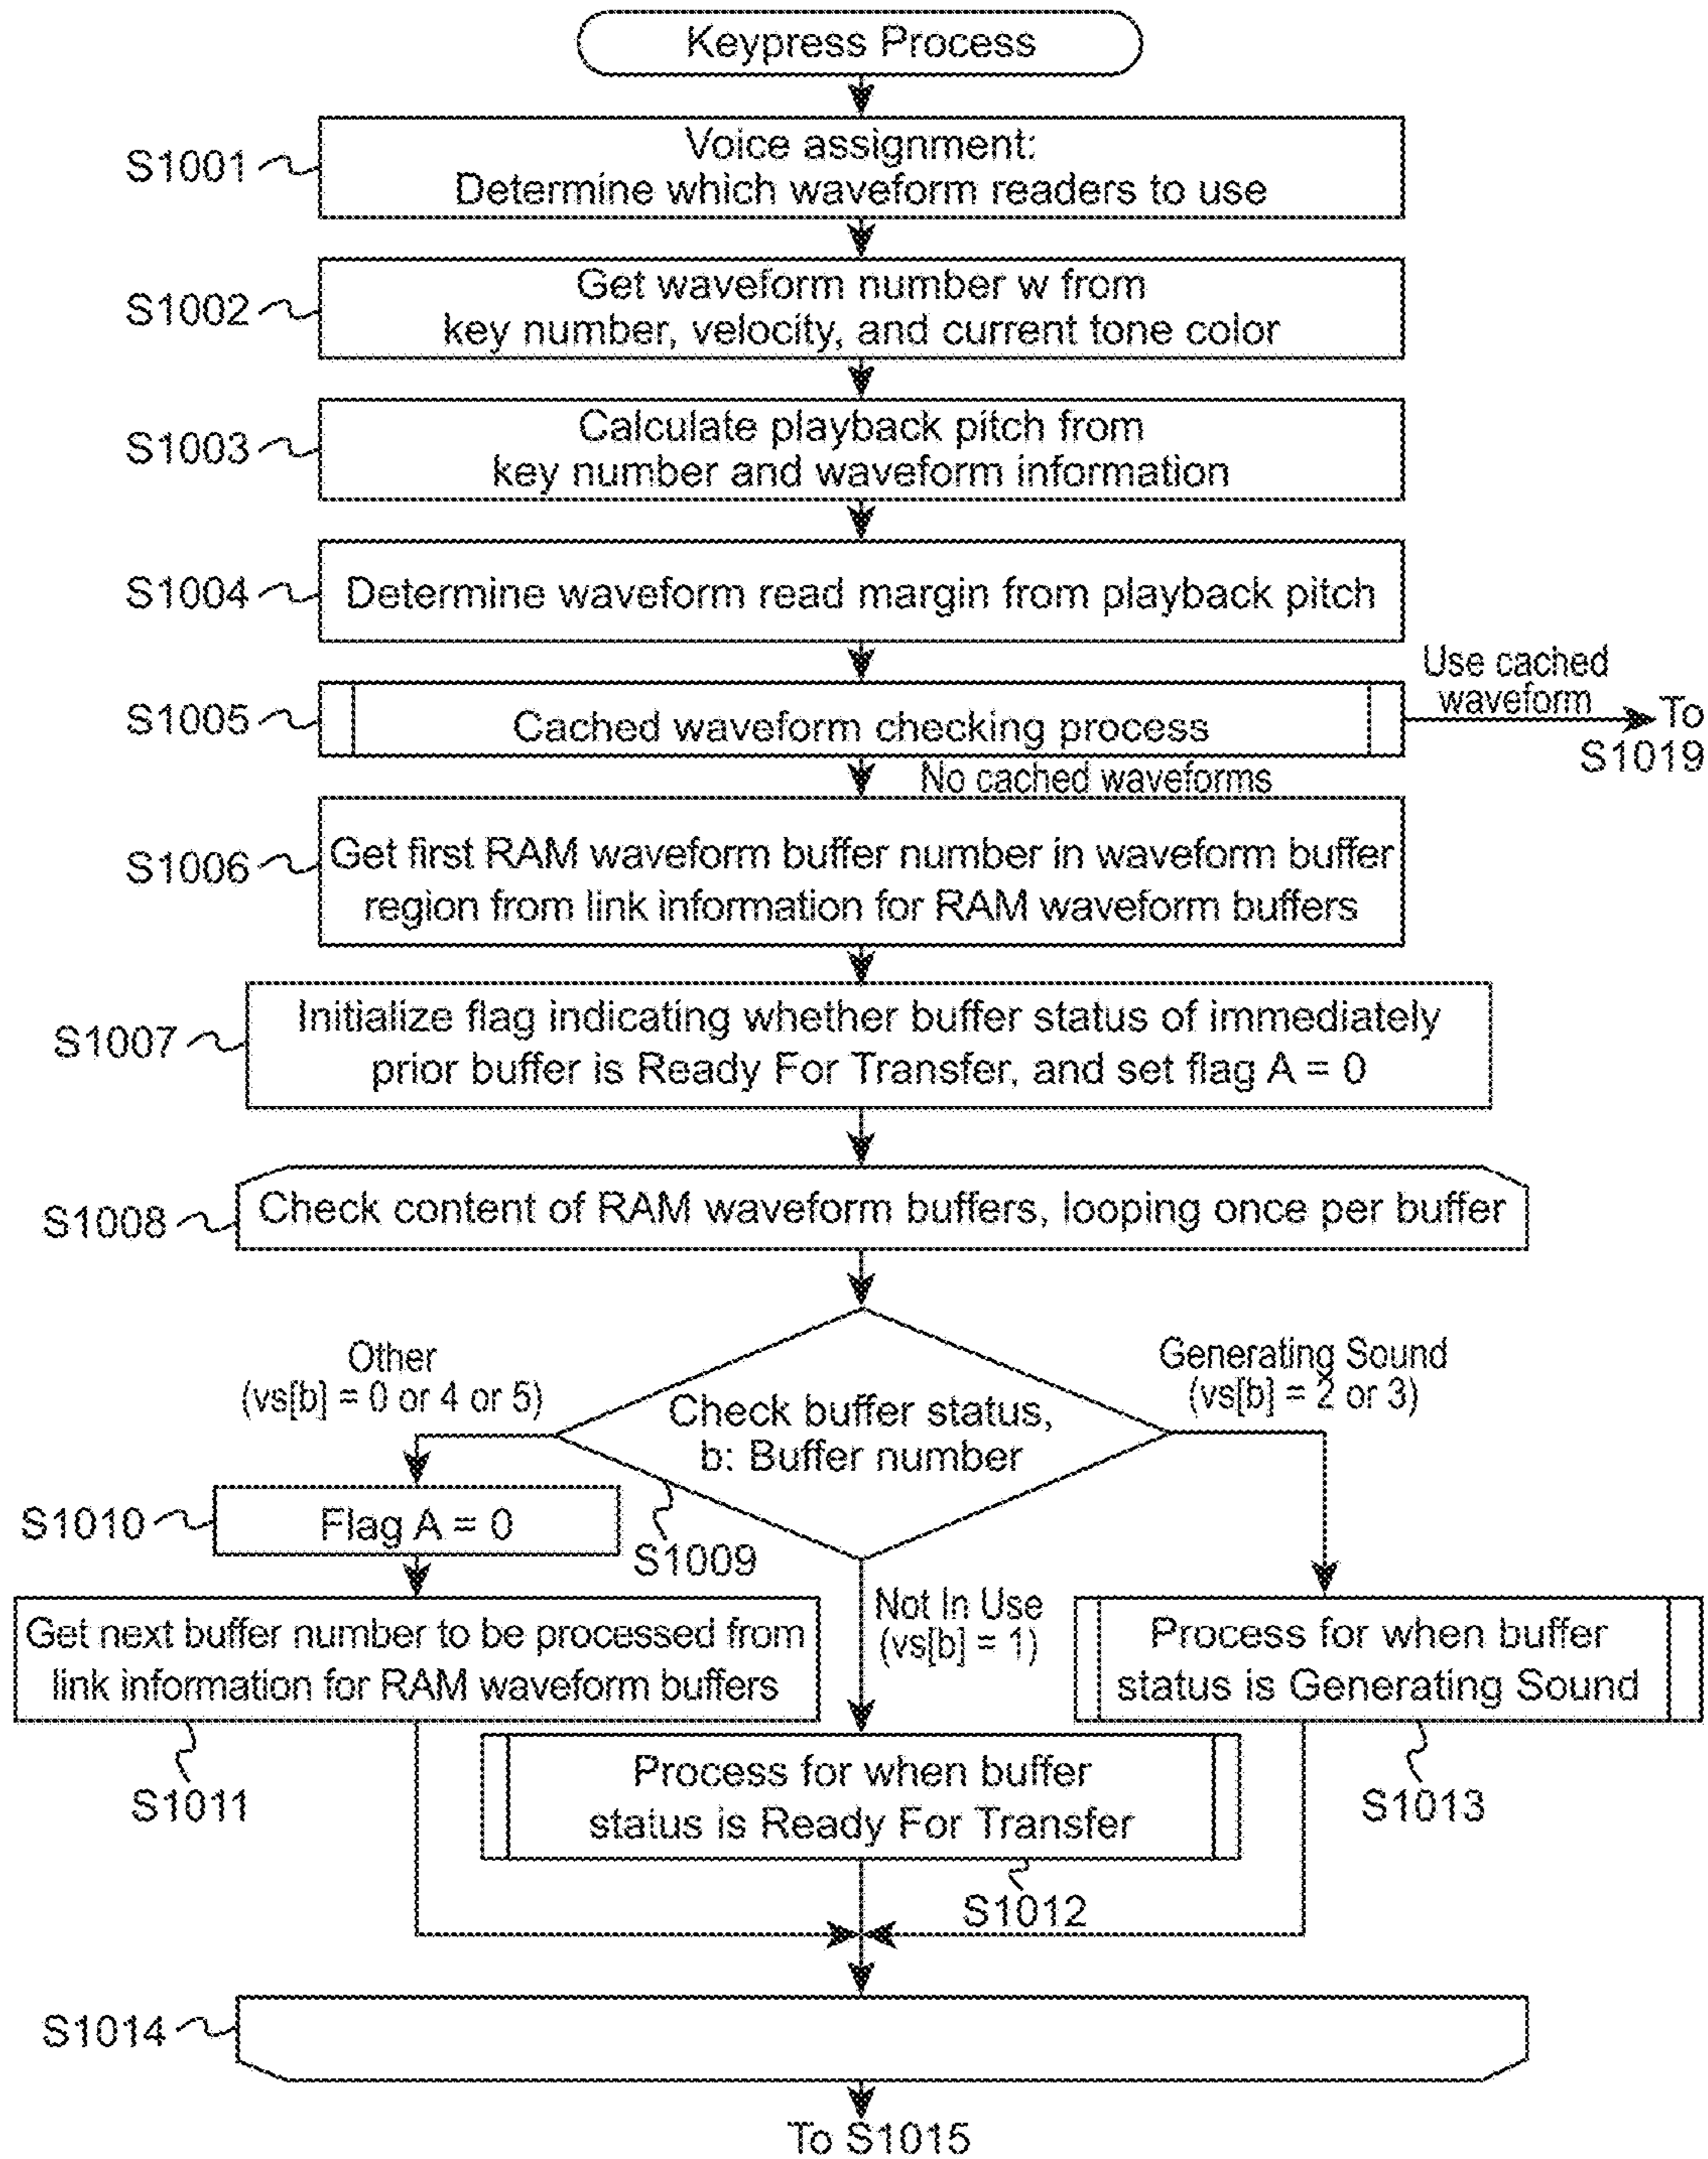 Keypress Process
S1001
Voice assignment:
Determine which waveform readers to use
S1002
Get waveform number w from
key number, velocity, and current tone color
S1003
Calculate playback pitch from
key number and waveform information
S1004
Determine waveform read margin from playback pitch
S1005
Cached waveform checking process
Use cached
waveform
To
S1019
No cached waveforms
S1006
Get first RAM waveform buffer number in waveform buffer
region from link information for RAM waveform buffers
S1007
Initialize flag indicating whether buffer status of immediately
prior buffer is Ready For Transfer, and set flag A = 0
S1008
Check content of RAM waveform buffers, looping once per buffer
Other
(vs[b] = 0 or 4 or 5)
Check buffer status,
b: Buffer number
Generating Sound
(vs[b] = 2 or 3)
S1010
Flag A = 0
S1009
Get next buffer number to be processed from
link information for RAM waveform buffers
S1011
Not In Use
(vs[b] = 1)
Process for when buffer
status is Generating Sound
S1013
Process for when buffer
status is Ready For Transfer
S1012
S1014
To S1015